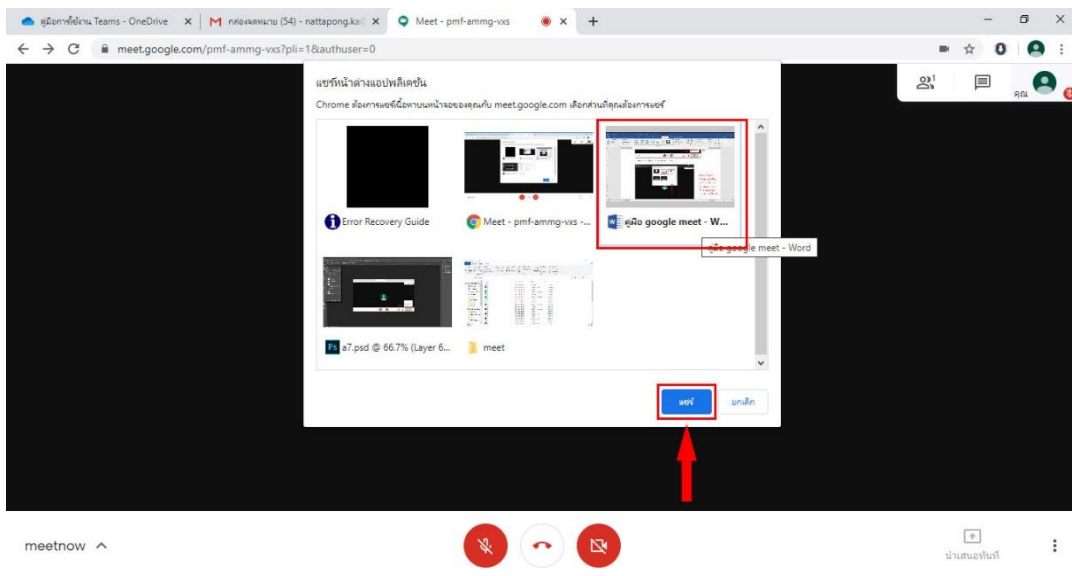 คู่มือการใช้งาน Teams - OneDrive
กล่องจดหมาย (54) - nattapong.ka
Meet - pmf-ammg-vxs
meet.google.com/pmf-ammg-vxs?pli=1&authuser=0
แชร์หน้าต่างแอปพลิเคชัน
Chrome ต้องการแชร์เนื้อหาบนหน้าจอของคุณกับ meet.google.com เลือกส่วนที่คุณต้องการแชร์
1
คุณ
Error Recovery Guide
Meet - pmf-ammg-vxs -...
คู่มือ google meet - W...
คู่มือ google meet - Word
a7.psd @ 66.7% (Layer 6...
meet
แชร์
ยกเลิก
meetnow
นำเสนอทันที